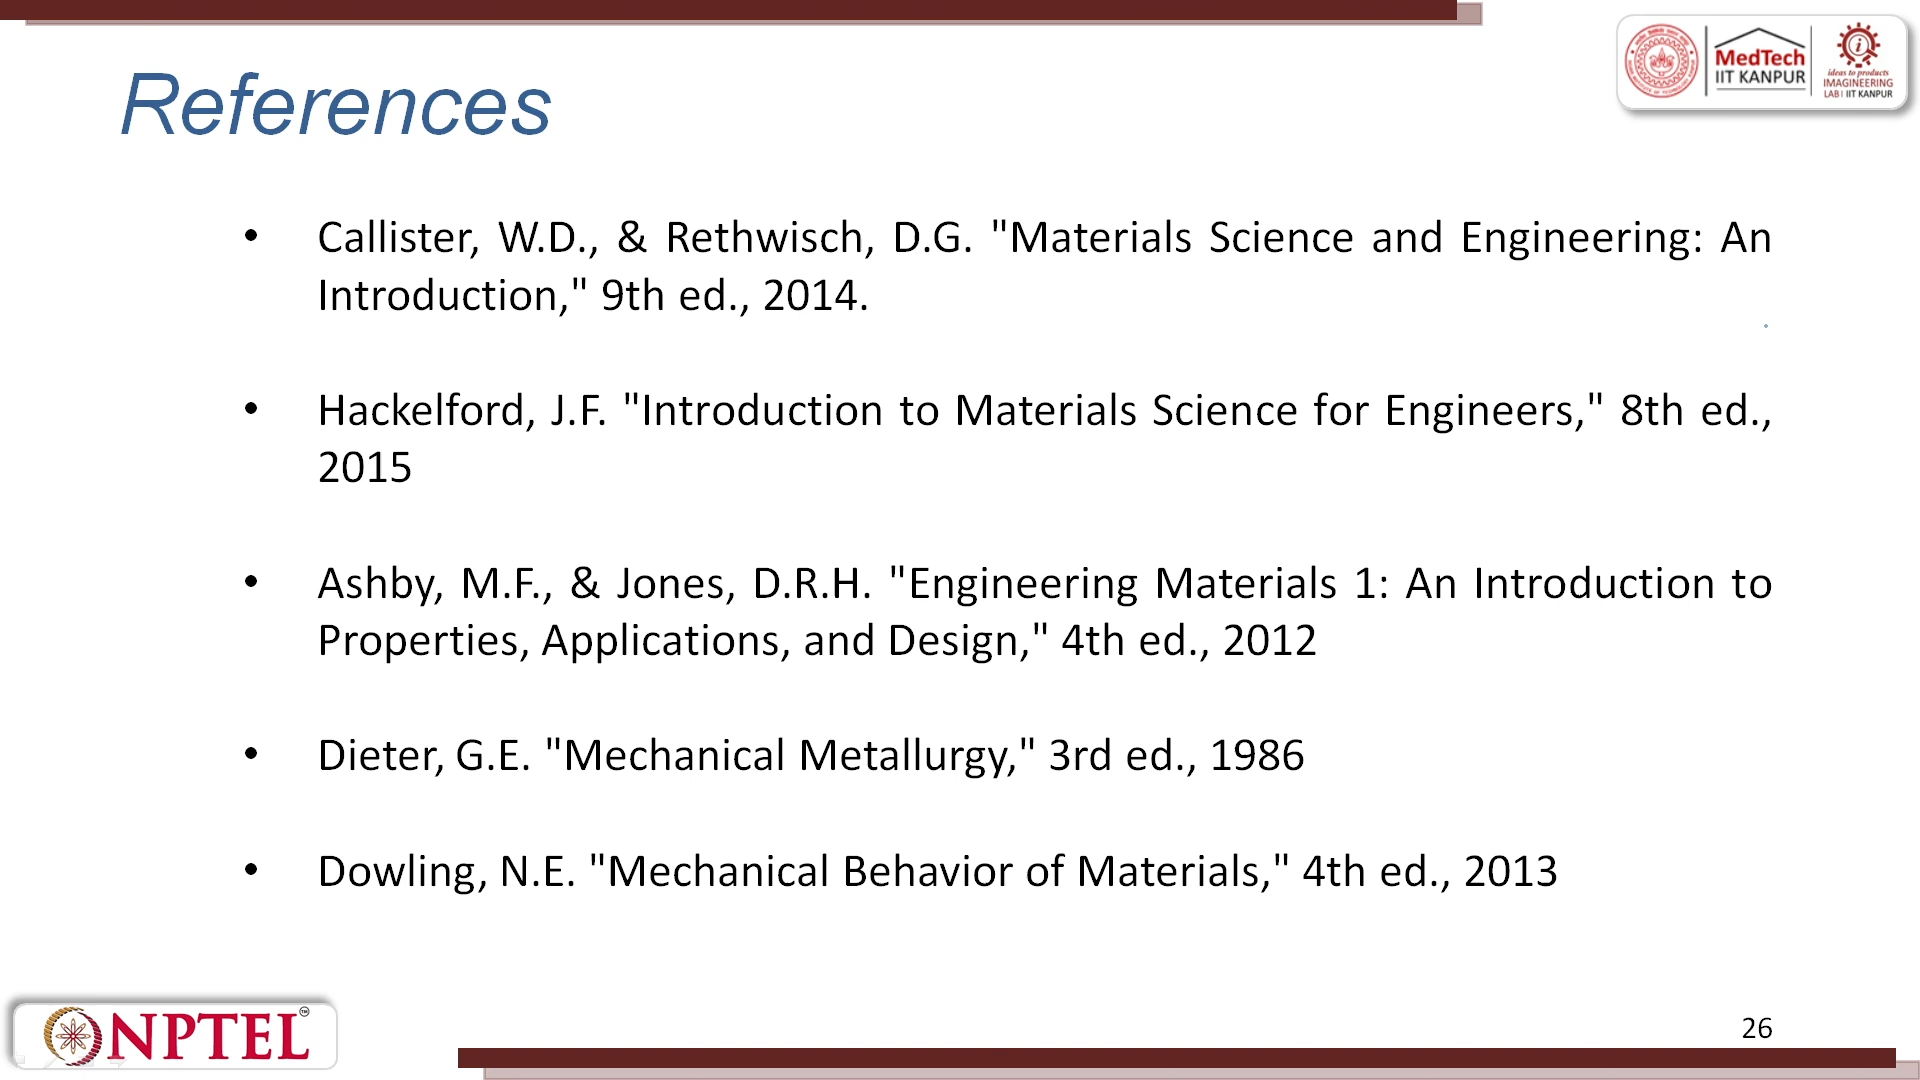 References
MedTech
IIT KANPUR
ideas to products
IMAGINEERING
LAB | IIT KANPUR
• Callister, W.D., & Rethwisch, D.G. "Materials Science and Engineering: An
Introduction," 9th ed., 2014.
• Hackelford, J.F. "Introduction to Materials Science for Engineers," 8th ed.,
2015
• Ashby, M.F., & Jones, D.R.H. "Engineering Materials 1: An Introduction to
Properties, Applications, and Design," 4th ed., 2012
• Dieter, G.E. "Mechanical Metallurgy," 3rd ed., 1986
• Dowling, N.E. "Mechanical Behavior of Materials," 4th ed., 2013
NPTEL™
26